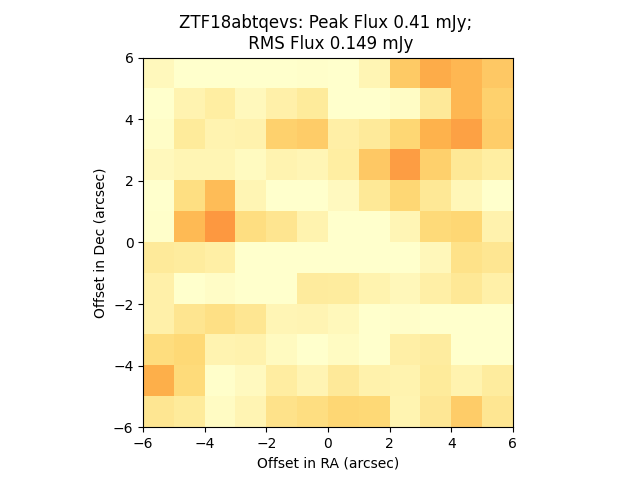 ZTF18abtqevs: Peak Flux 0.41 mJy;
RMS Flux 0.149 mJy
6
4
2
0
−2
−4
−6
Offset in Dec (arcsec)
−6 −4 −2 0 2 4 6
Offset in RA (arcsec)